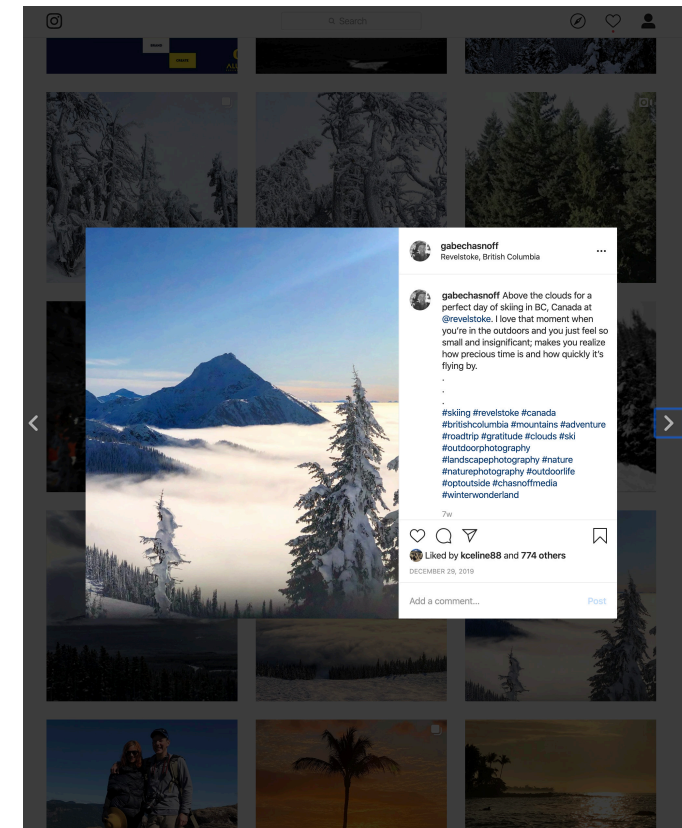 Search
gabechasnoff
Revelstoke, British Columbia
gabechasnoff Above the clouds for a
perfect day of skiing in BC, Canada at
@revelstoke. I love that moment when
you're in the outdoors and you just feel so
small and insignificant; makes you realize
how precious time is and how quickly it's
flying by.
.
.
.
#skiing #revelstoke #canada
#britishcolumbia #mountains #adventure
#roadtrip #gratitude #clouds #ski
#outdoorphotography
#landscapephotography #nature
#naturephotography #outdoorlife
#optoutside #chasnoffmedia
#winterwonderland
7w
Liked by kceline88 and 774 others
DECEMBER 29, 2019
Add a comment... Post